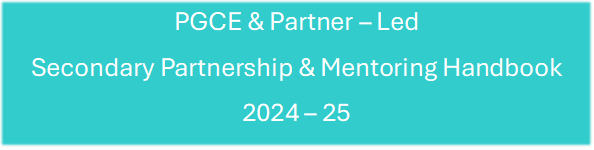 PGCE & Partner – Led
Secondary Partnership & Mentoring Handbook
2024 – 25